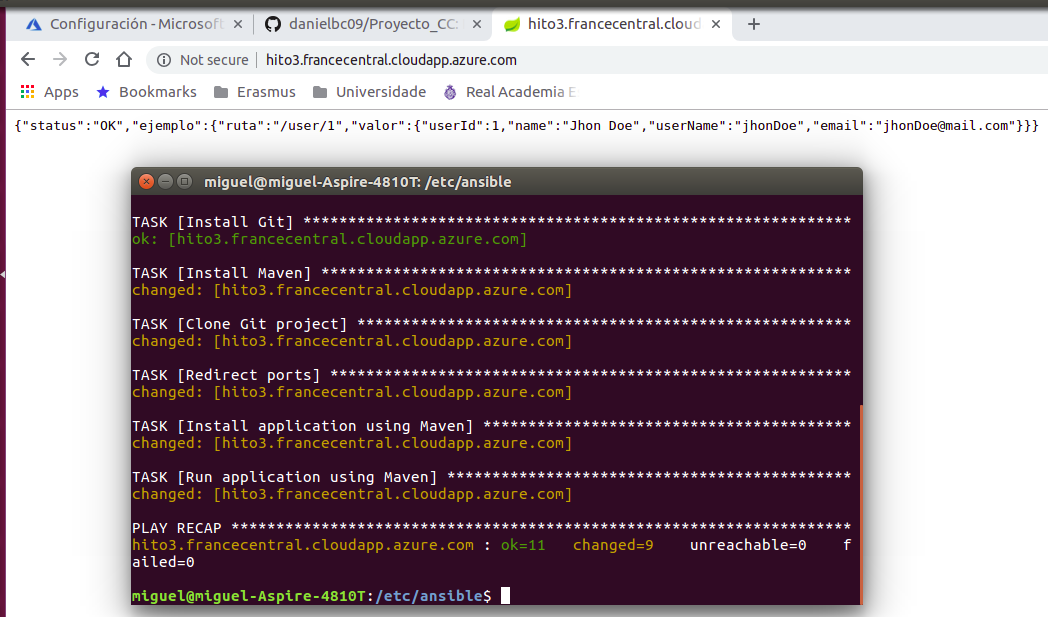 Configuración - Microsoft
danielbc09/Proyecto_CC:
hito3.francecentral.cloud
Not secure | hito3.francecentral.cloudapp.azure.com
Apps Bookmarks Erasmus Universidade Real Academia E
{"status":"OK","ejemplo":{"ruta":"/user/1","valor":{"userId":1,"name":"Jhon Doe","userName":"jhonDoe","email":"jhonDoe@mail.com"}}}
miguel@miguel-Aspire-4810T: /etc/ansible
TASK [Install Git] *************************************************************
ok: [hito3.francecentral.cloudapp.azure.com]
TASK [Install Maven] ***********************************************************
changed: [hito3.francecentral.cloudapp.azure.com]
TASK [Clone Git project] *******************************************************
changed: [hito3.francecentral.cloudapp.azure.com]
TASK [Redirect ports] **********************************************************
changed: [hito3.francecentral.cloudapp.azure.com]
TASK [Install application using Maven] *****************************************
changed: [hito3.francecentral.cloudapp.azure.com]
TASK [Run application using Maven] *********************************************
changed: [hito3.francecentral.cloudapp.azure.com]
PLAY RECAP *********************************************************************
hito3.francecentral.cloudapp.azure.com : ok=11 changed=9 unreachable=0 f
ailed=0
miguel@miguel-Aspire-4810T:/etc/ansible$